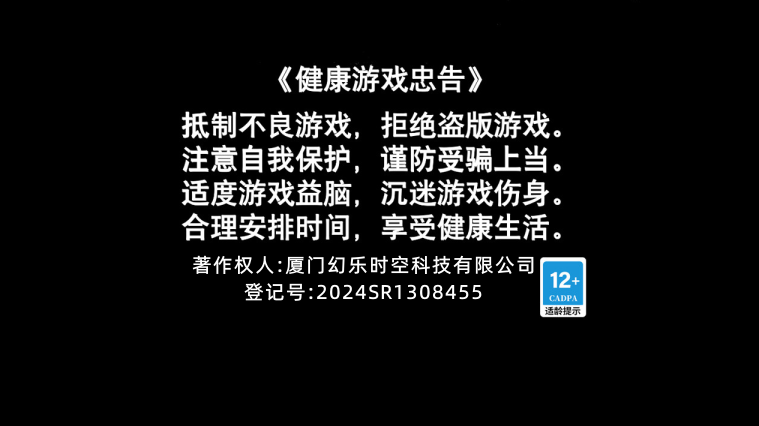 《健康游戏忠告》
抵制不良游戏，拒绝盗版游戏。
注意自我保护，谨防受骗上当。
适度游戏益脑，沉迷游戏伤身。
合理安排时间，享受健康生活。
著作权人:厦门幻乐时空科技有限公司
登记号:2024SR1308455
12+
CADPA
适龄提示